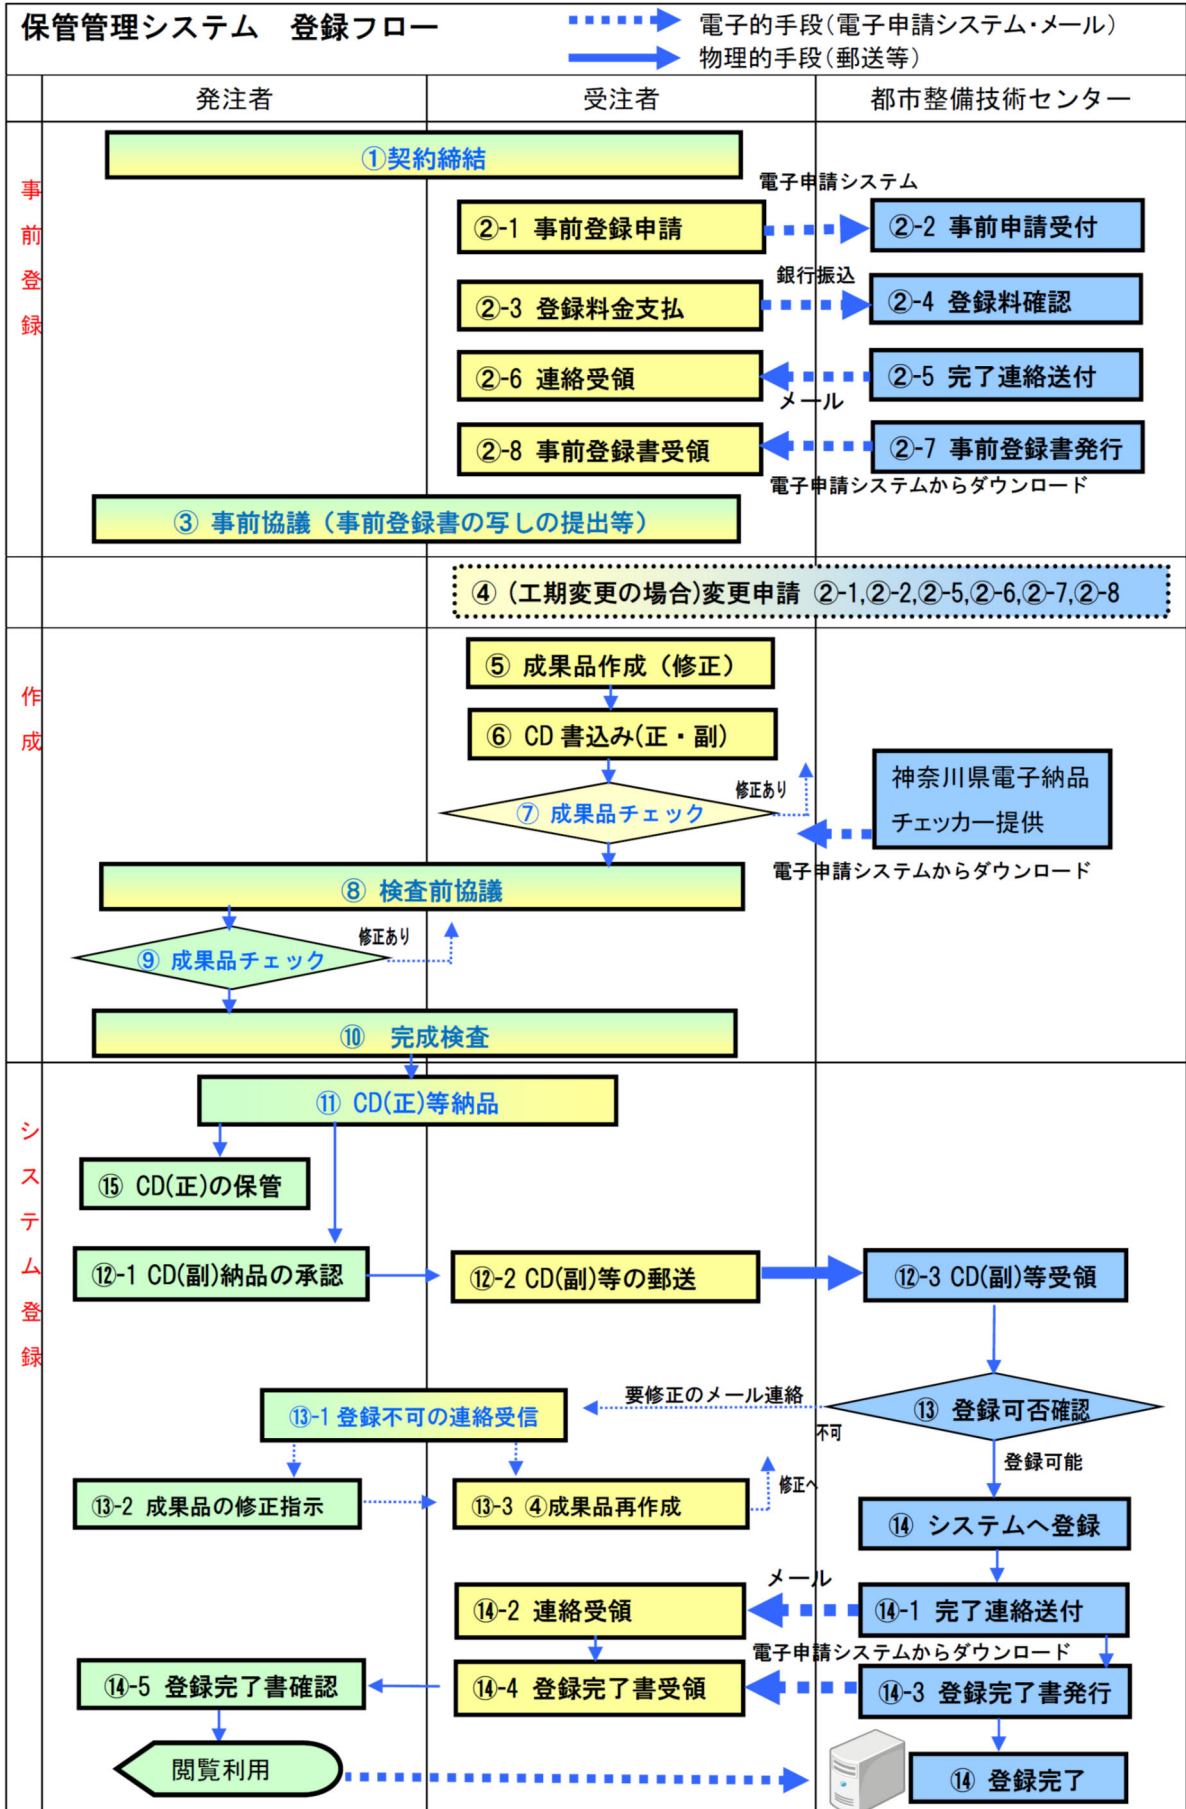 保管管理システム　登録フロー
電子的手段(電子申請システム・メール)
物理的手段(郵送等)
発注者
受注者
都市整備技術センター
事前登録
①契約締結
電子申請システム
②-1 事前登録申請
②-2 事前申請受付
銀行振込
②-3 登録料金支払
②-4 登録料確認
②-6 連絡受領
②-5 完了連絡送付
メール
②-8 事前登録書受領
②-7 事前登録書発行
電子申請システムからダウンロード
③ 事前協議（事前登録書の写しの提出等）
④ (工期変更の場合)変更申請 ②-1,②-2,②-5,②-6,②-7,②-8
作成
⑤ 成果品作成（修正）
⑥ CD 書込み(正・副)
神奈川県電子納品
チェッカー提供
修正あり
⑦ 成果品チェック
電子申請システムからダウンロード
⑧ 検査前協議
修正あり
⑨ 成果品チェック
⑩ 完成検査
システム登録
⑪ CD(正)等納品
⑮ CD(正)の保管
⑫-1 CD(副)納品の承認
⑫-2 CD(副)等の郵送
⑫-3 CD(副)等受領
要修正のメール連絡
⑬-1 登録不可の連絡受信
⑬ 登録可否確認
不可
登録可能
修正へ
⑬-2 成果品の修正指示
⑬-3 ④成果品再作成
⑭ システムへ登録
メール
⑭-2 連絡受領
⑭-1 完了連絡送付
電子申請システムからダウンロード
⑭-5 登録完了書確認
⑭-4 登録完了書受領
⑭-3 登録完了書発行
閲覧利用
⑭ 登録完了